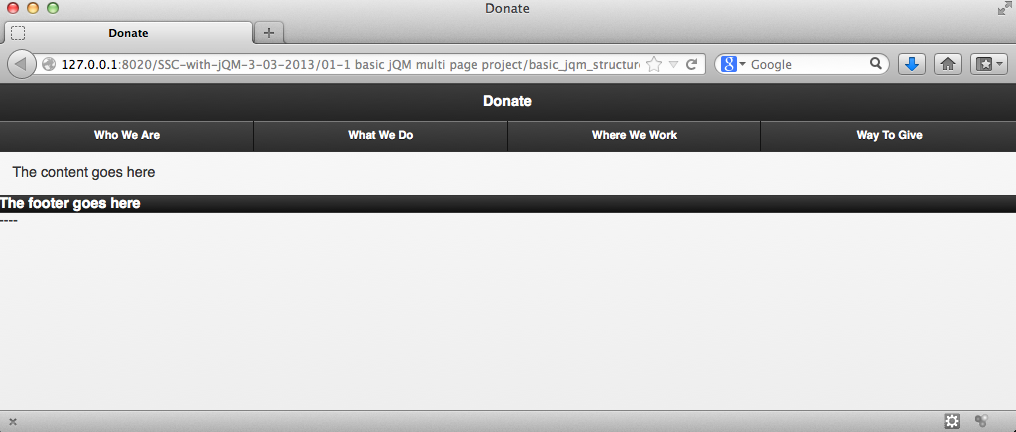 Donate
Donate
127.0.0.1:8020/SSC-with-jQM-3-03-2013/01-1 basic jQM multi page project/basic_jqm_structure
Google
Donate
Who We Are
What We Do
Where We Work
Way To Give
The content goes here
The footer goes here
----